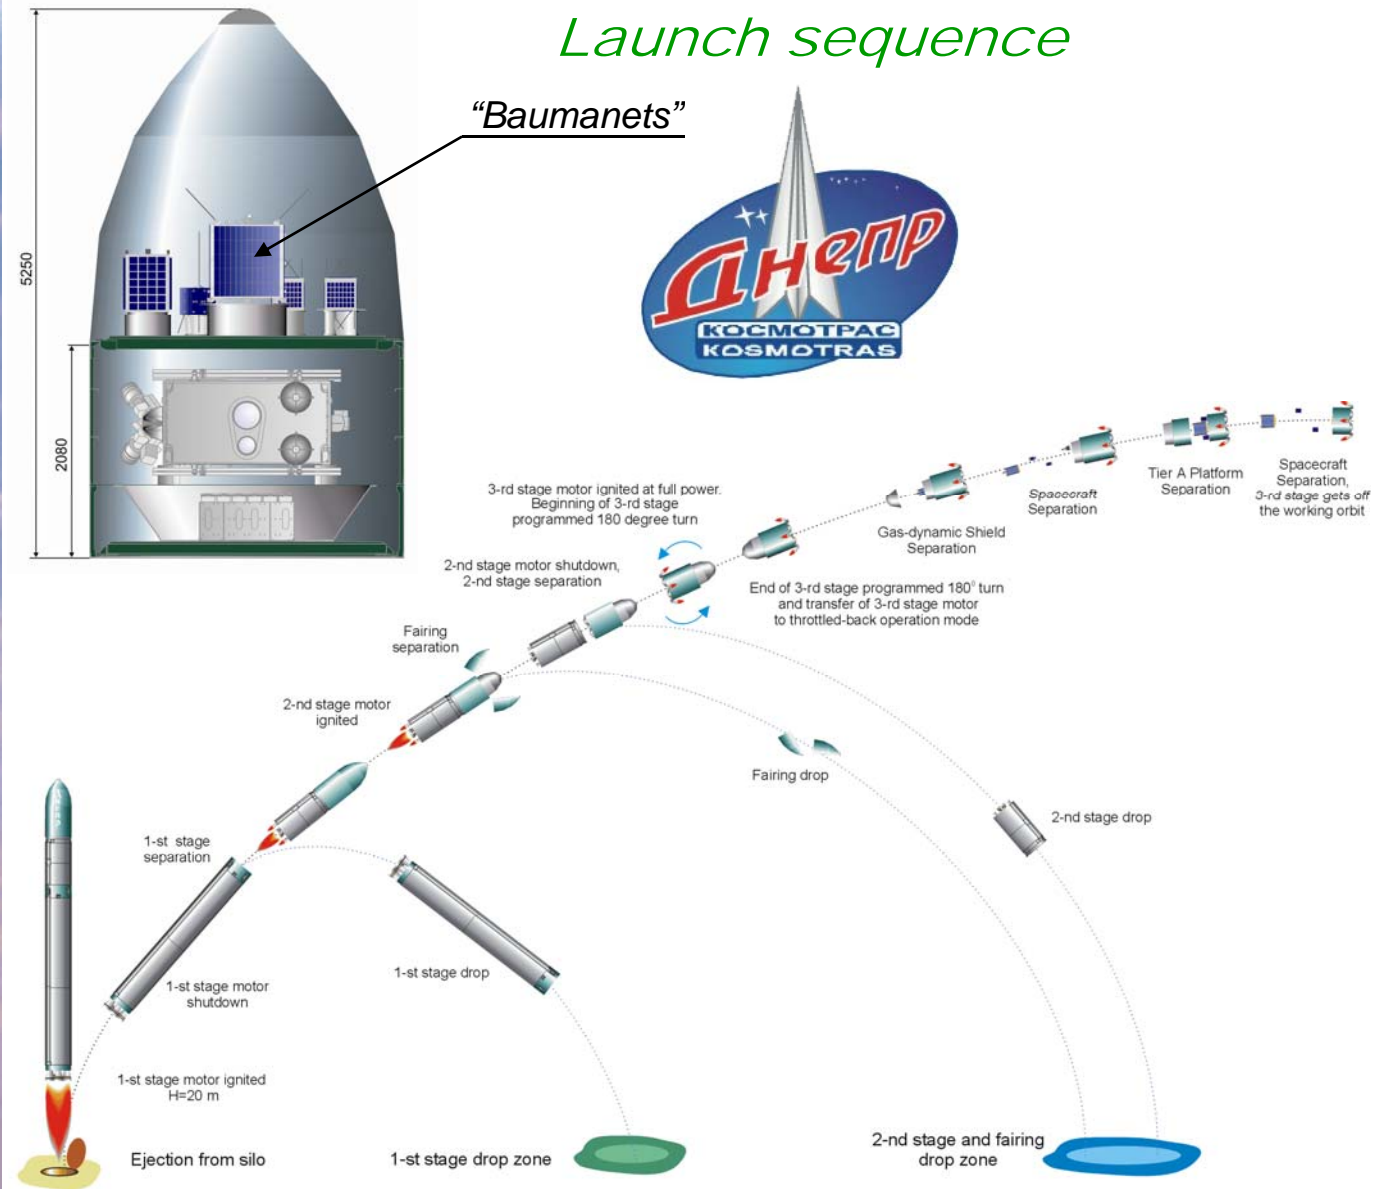 Launch sequence
“Baumanets”
5250
2080
Днепр
КОСМОТРАС
KOSMOTRAS
3-rd stage motor ignited at full power.
Beginning of 3-rd stage
programmed 180 degree turn
2-nd stage motor shutdown,
2-nd stage separation
Fairing
separation
2-nd stage motor
ignited
1-st stage
separation
1-st stage motor
shutdown
1-st stage motor ignited
H=20 m
Ejection from silo
1-st stage drop
1-st stage drop zone
End of 3-rd stage programmed 180° turn
and transfer of 3-rd stage motor
to throttled-back operation mode
Gas-dynamic Shield
Separation
Spacecraft
Separation
Tier A Platform
Separation
Spacecraft
Separation,
3-rd stage gets off
the working orbit
Fairing drop
2-nd stage drop
2-nd stage and fairing
drop zone